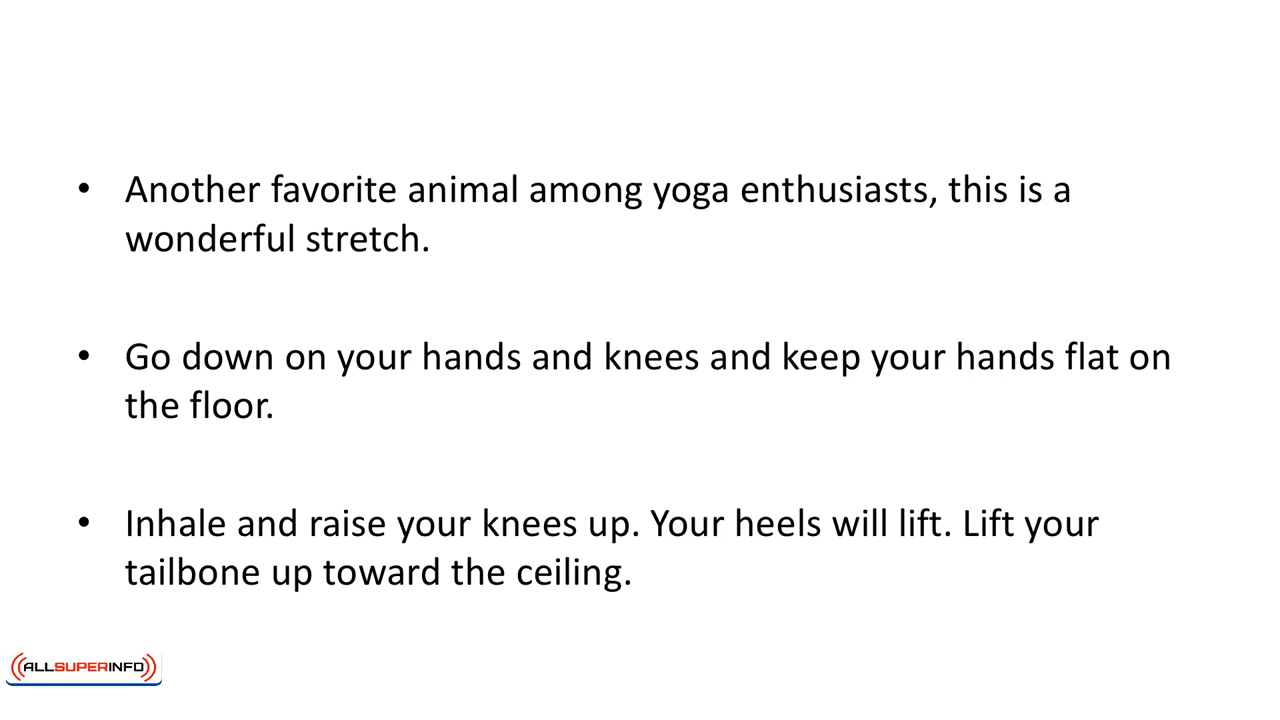 • Another favorite animal among yoga enthusiasts, this is a
wonderful stretch.
• Go down on your hands and knees and keep your hands flat on
the floor.
• Inhale and raise your knees up. Your heels will lift. Lift your
tailbone up toward the ceiling.
ALLSUPERINFO